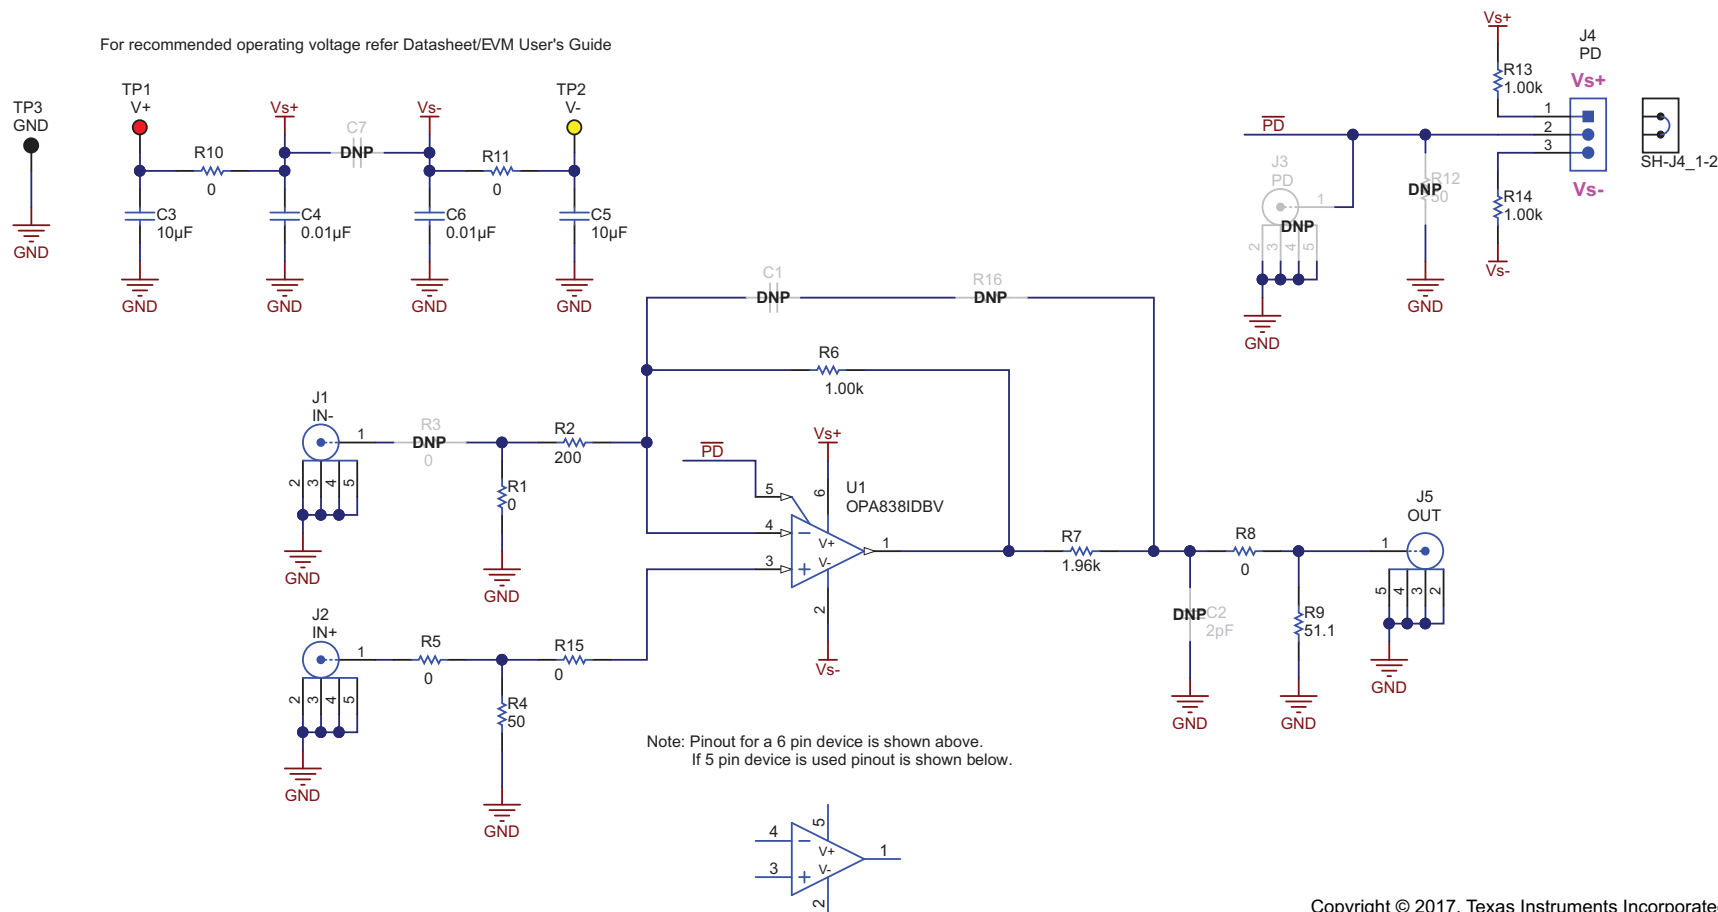 For recommended operating voltage refer Datasheet/EVM User's Guide
TP3
GND
GND
TP1
V+
R10
0
C3
10µF
GND
Vs+
C4
0.01µF
GND
C7
DNP
Vs-
C6
0.01µF
GND
R11
0
TP2
V-
C5
10µF
GND
Vs+
R13
1.00k
J4
PD
Vs+
1
2
3
Vs-
R14
1.00k
Vs-
SH-J4_1-2
PD
J3
PD
1
DNP
2
3
4
5
GND
DNP
R12
50
GND
C1
DNP
R16
DNP
R6
1.00k
J1
IN-
1
2
3
4
5
GND
R3
DNP
0
R2
200
R1
0
GND
PD
Vs+
5
6
U1
OPA838IDBV
4
3
V+
V-
1
2
Vs-
R7
1.96k
R8
0
DNP
C2
2pF
GND
R9
51.1
GND
J5
OUT
1
5
4
3
2
GND
J2
IN+
1
2
3
4
5
GND
R5
0
R15
0
R4
50
GND
Note: Pinout for a 6 pin device is shown above.
If 5 pin device is used pinout is shown below.
4
3
5
V+
V-
1
2
Copyright © 2017, Texas Instruments Incorporate